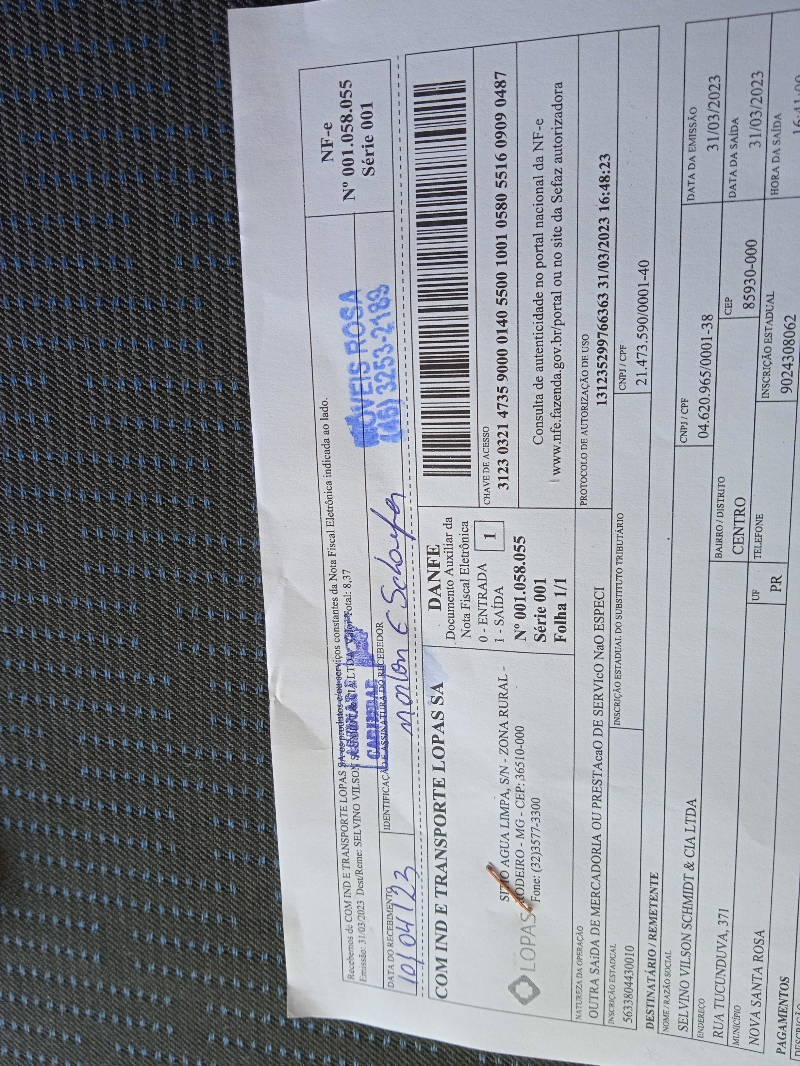 Recebemos de COM IND E TRANSPORTE LOPAS SA os produtos e ou serviços constantes da Nota Fiscal Eletrônica indicada ao lado.
Emissão: 31/03/2023 Dest/Reme: SELVINO VILSON SCHMIDT & CIA LTDA Valor Total: 8,37
MÓVEIS ROSA
(45) 3253-2183
DATA DO RECEBIMENTO
10/04/23
IDENTIFICAÇÃO E ASSINATURA DO RECEBEDOR
CARIMBAR
NF-e
Nº 001.058.055
Série 001
COM IND E TRANSPORTE LOPAS SA
LOPAS
SITIO AGUA LIMPA, S/N - ZONA RURAL -
RODEIRO - MG - CEP: 36510-000
Fone: (32)3577-3300
DANFE
Documento Auxiliar da
Nota Fiscal Eletrônica
0 - ENTRADA
1 - SAÍDA
1
Nº 001.058.055
Série 001
Folha 1/1
CHAVE DE ACESSO
3123 0321 4735 9000 0140 5500 1001 0580 5516 0909 0487
Consulta de autenticidade no portal nacional da NF-e
www.nfe.fazenda.gov.br/portal ou no site da Sefaz autorizadora
NATUREZA DA OPERAÇÃO
OUTRA SAíDA DE MERCADORIA OU PRESTAcaO DE SERVIcO NaO ESPECI
PROTOCOLO DE AUTORIZAÇÃO DE USO
131235299766363 31/03/2023 16:48:23
INSCRIÇÃO ESTADUAL
5633804430010
INSCRIÇÃO ESTADUAL DO SUBSTITUTO TRIBUTÁRIO
CNPJ / CPF
21.473.590/0001-40
DESTINATÁRIO / REMETENTE
NOME / RAZÃO SOCIAL
SELVINO VILSON SCHMIDT & CIA LTDA
CNPJ / CPF
04.620.965/0001-38
DATA DA EMISSÃO
31/03/2023
ENDEREÇO
RUA TUCUNDUVA, 371
BAIRRO / DISTRITO
CENTRO
CEP
85930-000
DATA DA SAÍDA
31/03/2023
MUNICÍPIO
NOVA SANTA ROSA
UF
PR
TELEFONE
INSCRIÇÃO ESTADUAL
9024308062
HORA DA SAÍDA
PAGAMENTOS
DESCRIÇÃO